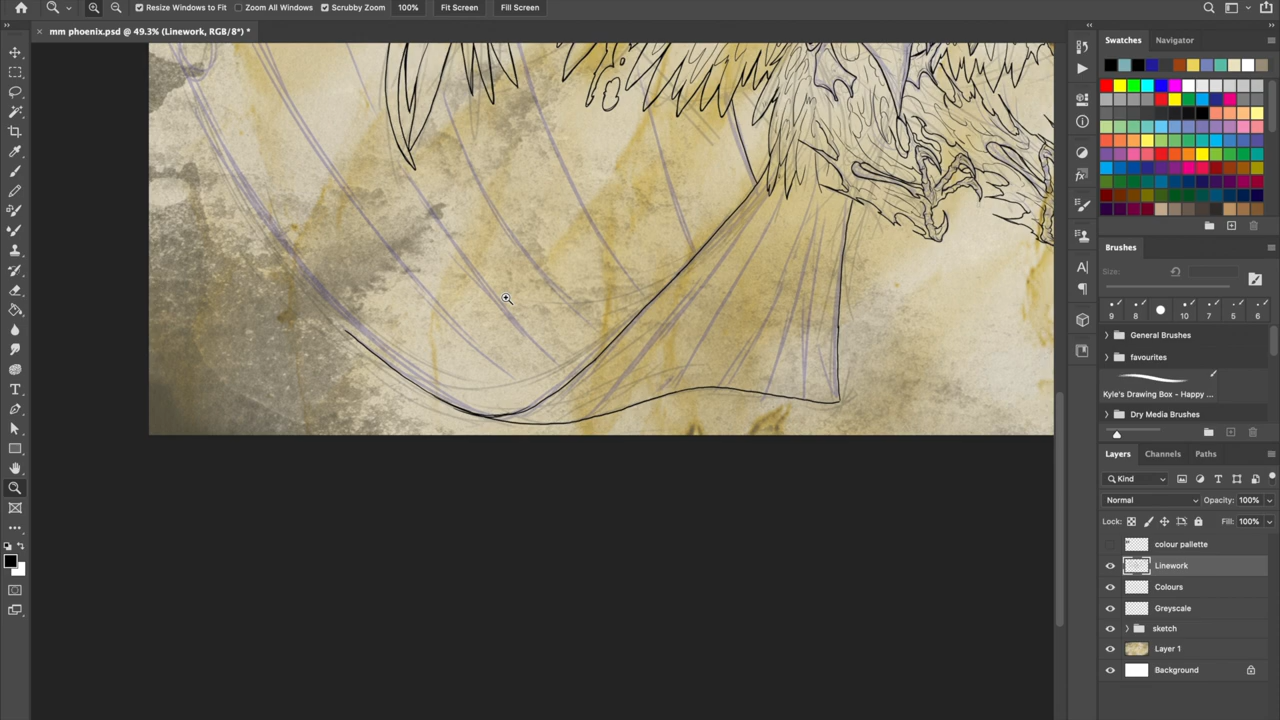 Resize Windows to Fit Zoom All Windows Scrubby Zoom 100% Fit Screen Fill Screen
× mm phoenix.psd @ 49.3% (Linework, RGB/8*) *
Swatches Navigator
Brushes
Size:
9 8 10 7 5 6
General Brushes
favourites
Kyle's Drawing Box - Happy ...
Dry Media Brushes
Layers Channels Paths
Kind
Normal Opacity: 100%
Lock: Fill: 100%
colour pallette
Linework
Colours
Greyscale
sketch
Layer 1
Background